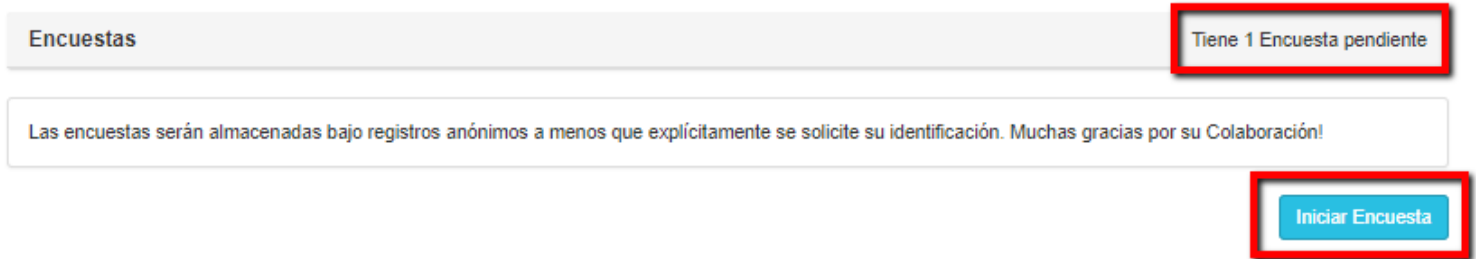 Encuestas
Tiene 1 Encuesta pendiente
Las encuestas serán almacenadas bajo registros anónimos a menos que explícitamente se solicite su identificación. Muchas gracias por su Colaboración!
Iniciar Encuesta